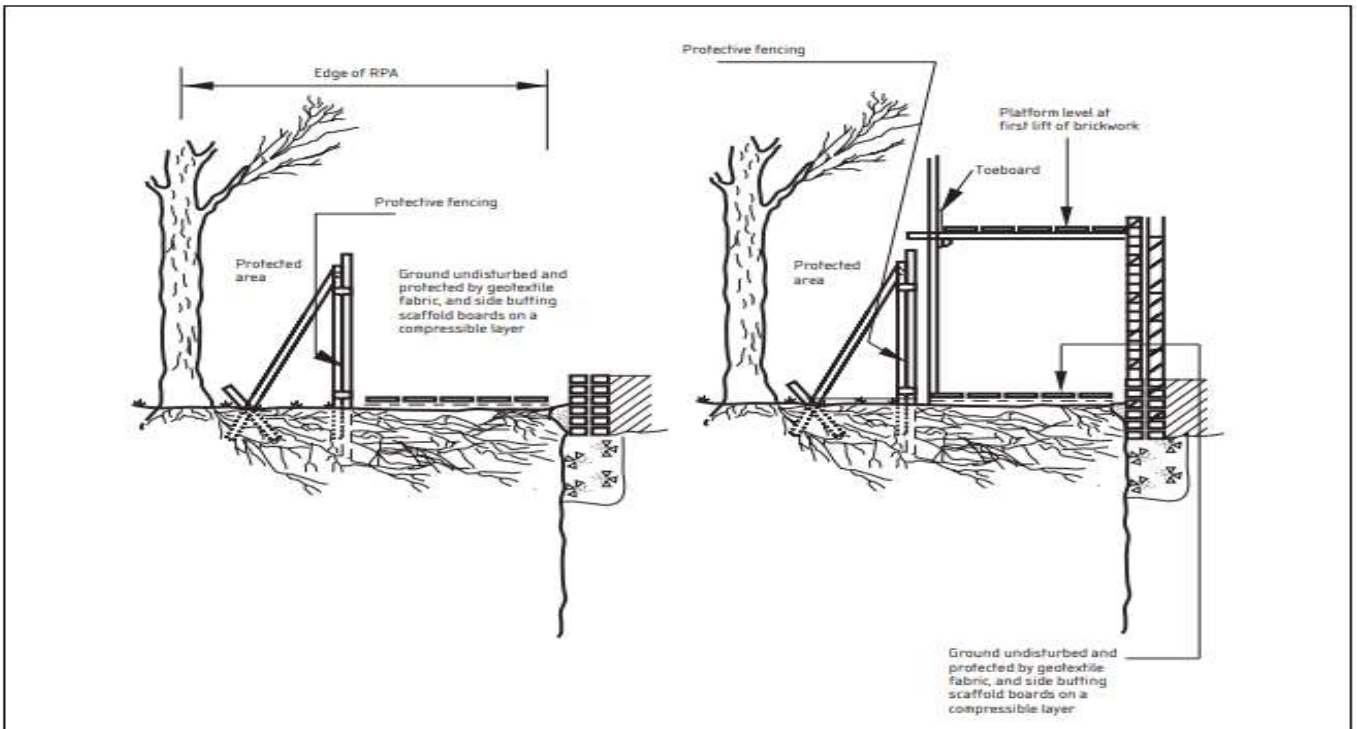 Edge of RPA
Protective fencing
Protected
area
Ground undisturbed and
protected by geotextile
fabric, and side butting
scaffold boards on a
compressible layer
Protective fencing
Platform level at
first lift of brickwork
Toeboard
Protected
area
Ground undisturbed and
protected by geotextile
fabric, and side butting
scaffold boards on a
compressible layer